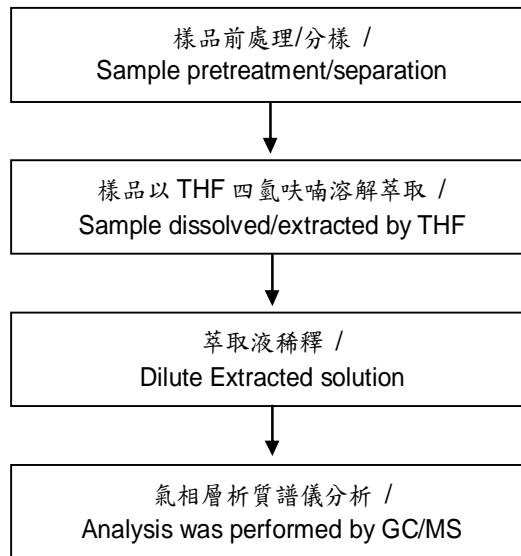 樣品前處理/分樣 /
Sample pretreatment/separation
樣品以 THF 四氫呋喃溶解萃取 /
Sample dissolved/extracted by THF
萃取液稀釋 /
Dilute Extracted solution
氣相層析質譜儀分析 /
Analysis was performed by GC/MS